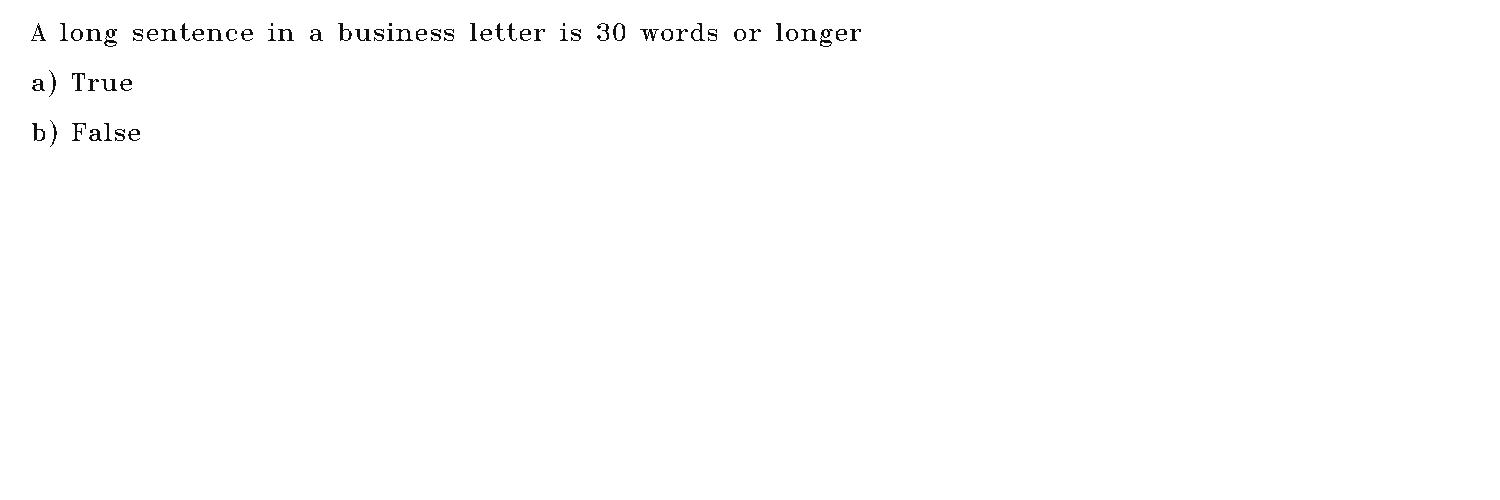 A long sentence in a business letter is 30 words or longer
a) True
b) False